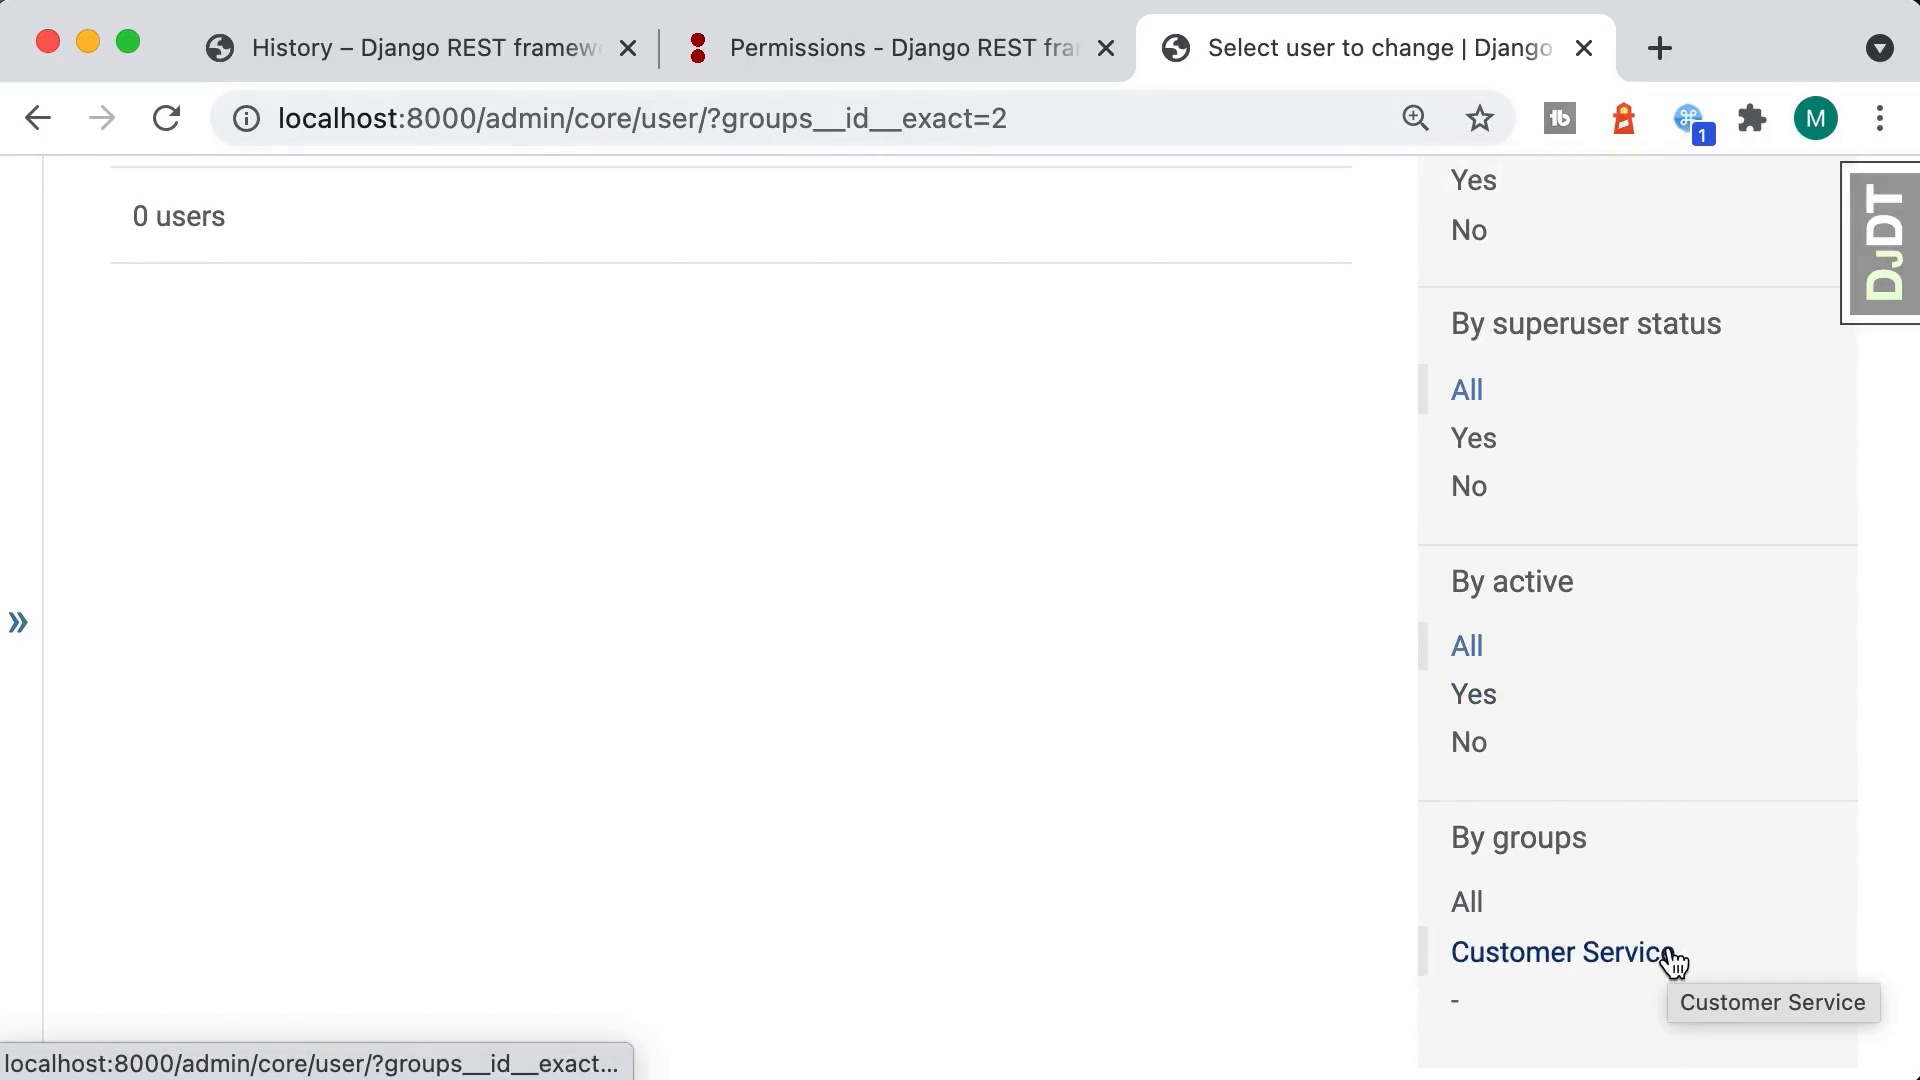 History – Django REST framew
Permissions - Django REST fra
Select user to change | Django
localhost:8000/admin/core/user/?groups__id__exact=2
1
M
Yes
0 users
No
DJDT
By superuser status
All
Yes
No
By active
All
Yes
No
By groups
All
Customer Service
-
Customer Service
localhost:8000/admin/core/user/?groups__id__exact...